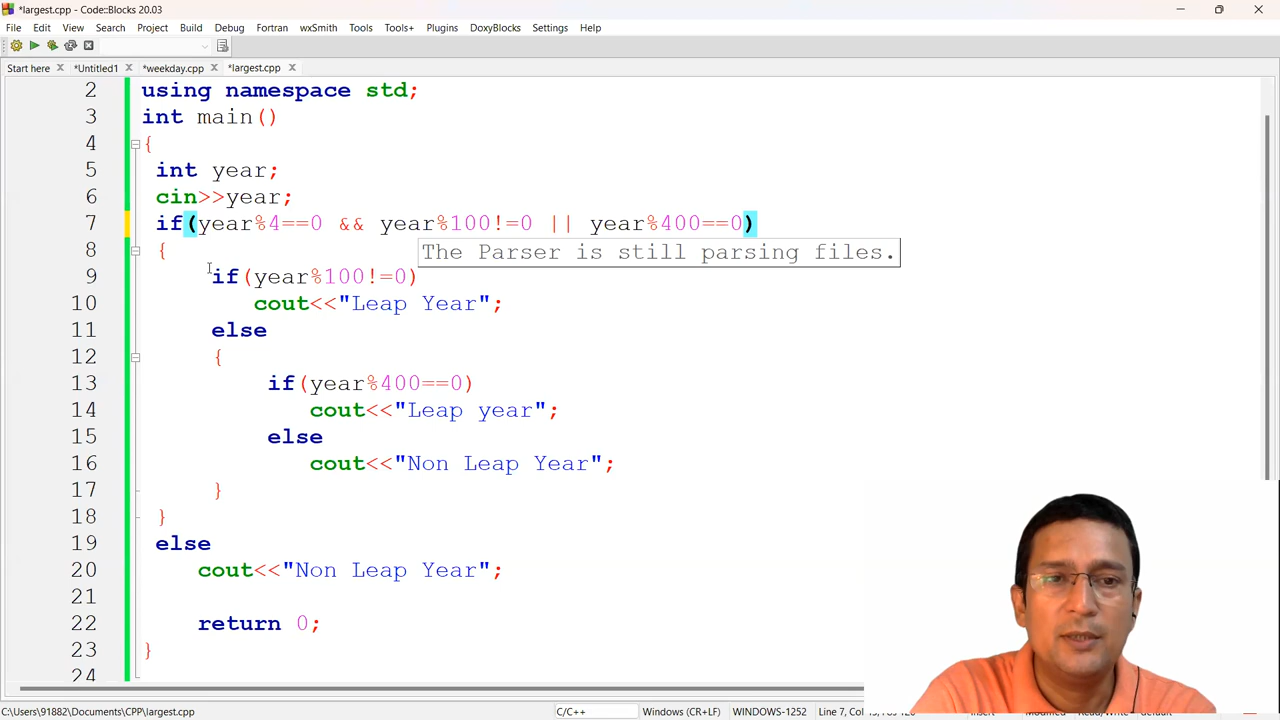 *largest.cpp - Code::Blocks 20.03
File Edit View Search Project Build Debug Fortran wxSmith Tools Tools+ Plugins DoxyBlocks Settings Help
Start here *Untitled1 *weekday.cpp *largest.cpp
2 using namespace std;
3 int main()
4 {
5 int year;
6 cin>>year;
7 if(year%4==0 && year%100!=0 || year%400==0)
8 {
The Parser is still parsing files.
9 if(year%100!=0)
10 cout<<"Leap Year";
11 else
12 {
13 if(year%400==0)
14 cout<<"Leap year";
15 else
16 cout<<"Non Leap Year";
17 }
18 }
19 else
20 cout<<"Non Leap Year";
21
22 return 0;
23 }
24
C:\Users\91882\Documents\CPP\largest.cpp C/C++ Windows (CR+LF) WINDOWS-1252 Line 7, Col